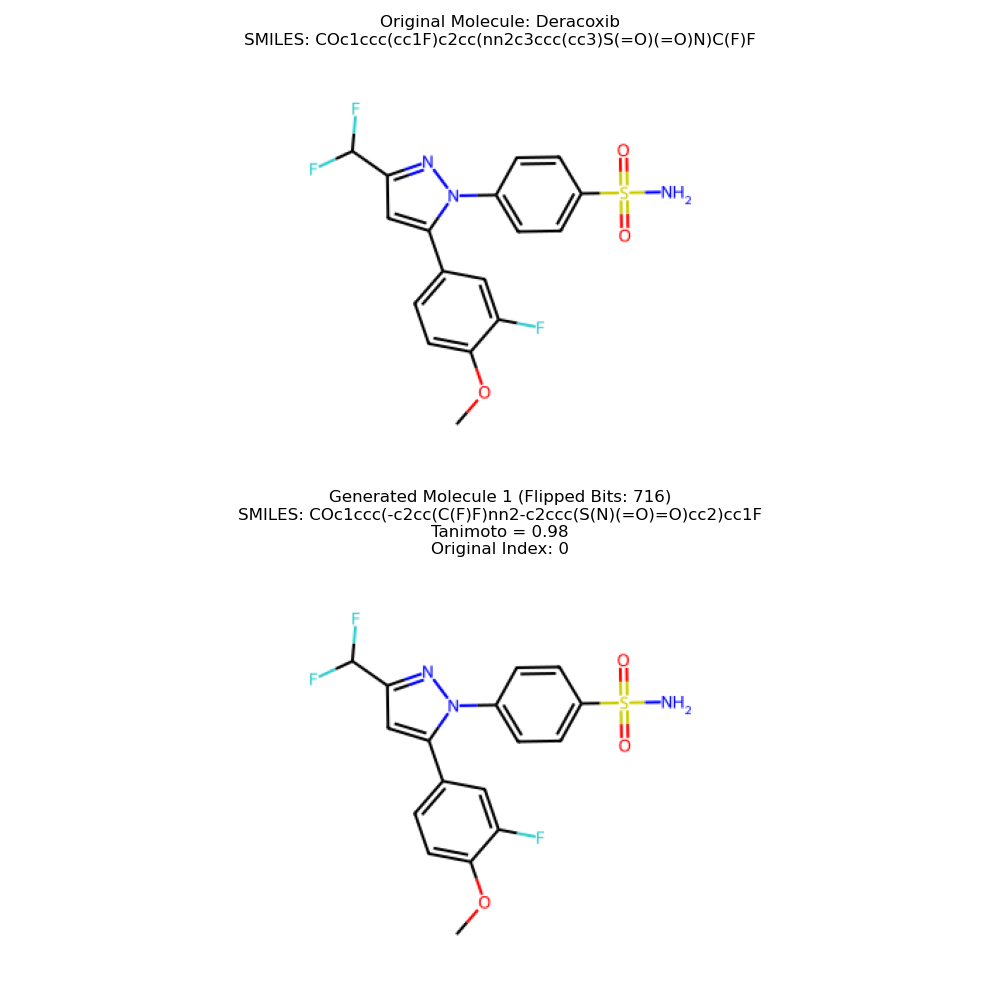 Original Molecule: Deracoxib
SMILES: COc1ccc(cc1F)c2cc(nn2c3ccc(cc3)S(=O)(=O)N)C(F)F
F
F
N
N
O
S
NH2
O
F
O
Generated Molecule 1 (Flipped Bits: 716)
SMILES: COc1ccc(-c2cc(C(F)F)nn2-c2ccc(S(N)(=O)=O)cc2)cc1F
Tanimoto = 0.98
Original Index: 0
F
F
N
N
O
S
NH2
O
F
O